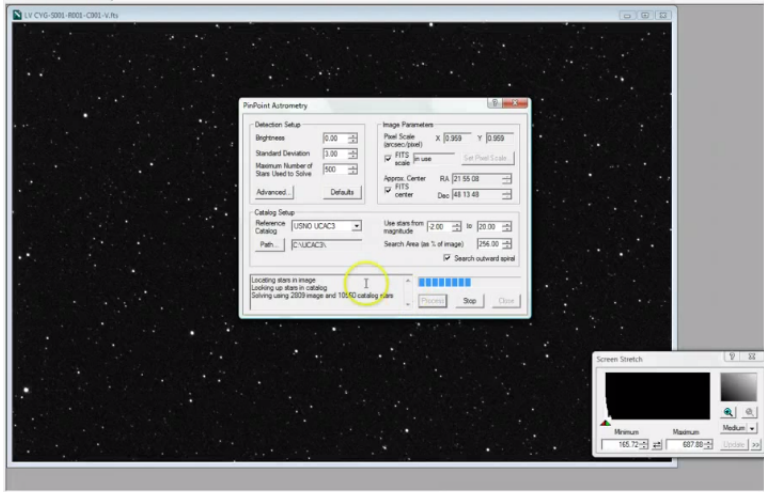 LV CYG-S001-R001-C001-V.fts
PinPoint Astrometry
Detection Setup
Brightness 0.00
Standard Deviation 3.00
Maximum Number of
Stars Used to Solve 500
Advanced... Defaults
Image Parameters
Pixel Scale
(arcsec/pixel) X 0.959 Y 0.959
FITS
scale in use Set Pixel Scale...
Approx. Center RA 21 55 08
FITS
center Dec 48 13 48
Catalog Setup
Reference
Catalog USNO UCAC3
Path... C:\UCAC3\
Use stars from
magnitude -2.00 to 20.00
Search Area (as % of image) 256.00
Search outward spiral
Locating stars in image
Looking up stars in catalog
Solving using 2809 image and catalog stars
Process Stop Close
Screen Stretch
Minimum Maximum Medium
165.72 687.88 Update >>